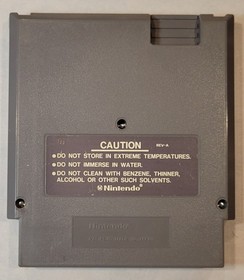 CAUTION REV-A
●DO NOT STORE IN EXTREME TEMPERATURES.
●DO NOT IMMERSE IN WATER.
●DO NOT CLEAN WITH BENZENE, THINNER,
ALCOHOL OR OTHER SUCH SOLVENTS.
Nintendo